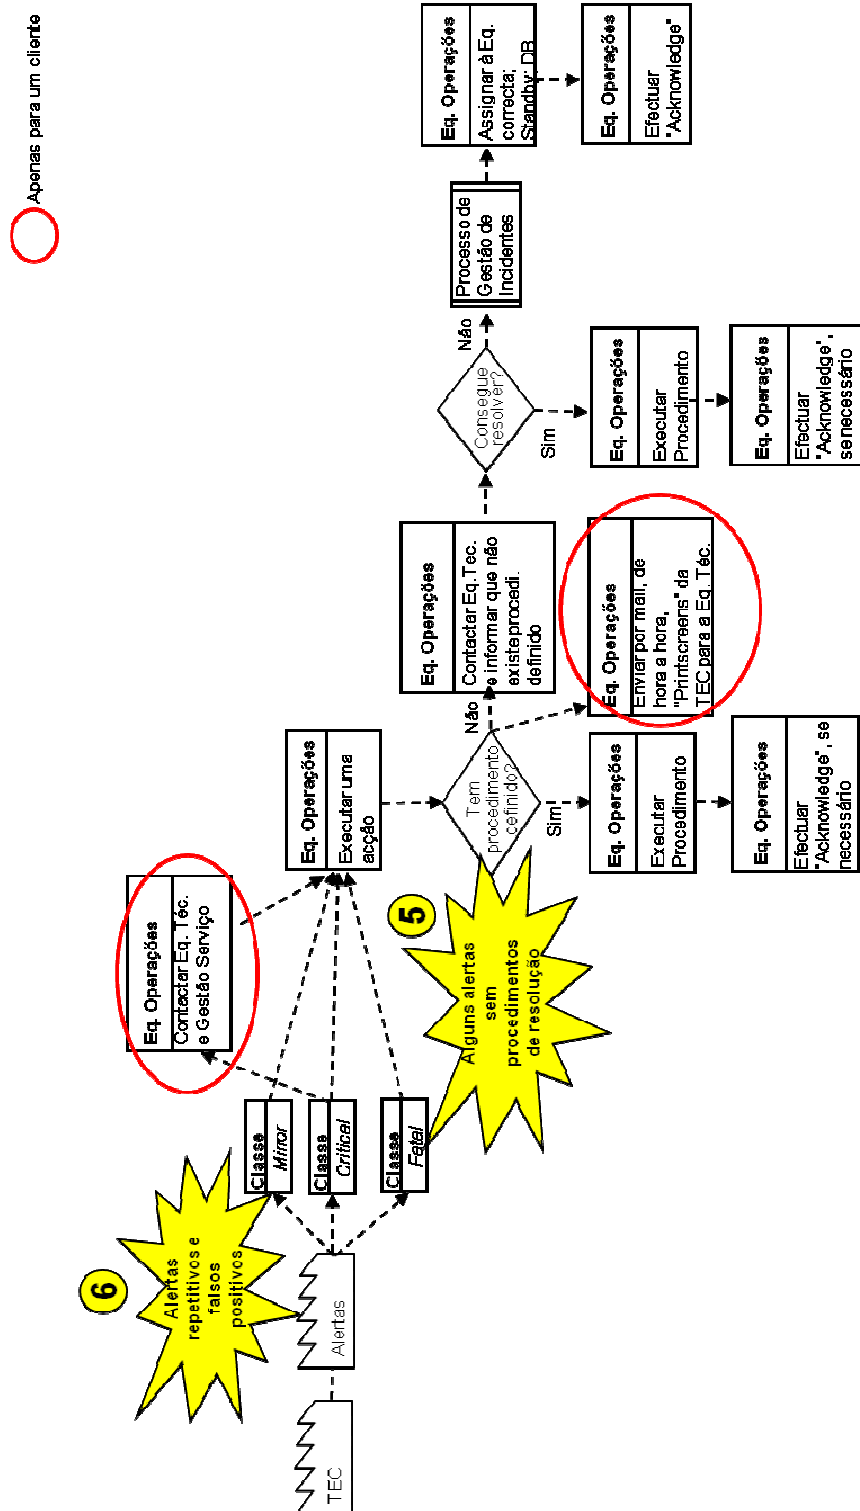 Apenas para um cliente
TEC
Alertas
6
Alertas
repetitivos e
falsos
positivos
Classe
Minor
Classe
Critical
Classe
Fatal
Eq. Operações
Contactar Eq. Téc.
e Gestão Serviço
5
Alguns alertas
sem
procedimentos
de resolução
Eq. Operações
Executar uma
acção
Tem
procedimento
definido?
Sim
Eq. Operações
Executar
Procedimento
Eq. Operações
Efectuar
"Acknowledge", se
necessário
Não
Eq. Operações
Contactar Eq.Tec.
e informar que não
existe procedi.
definido
Eq. Operações
Enviar por mail, de
hora a hora,
"Printscreens" da
TEC para a Eq. Téc.
Consegue
resolver?
Sim
Eq. Operações
Executar
Procedimento
Eq. Operações
Efectuar
"Acknowledge",
se necessário
Não
Processo de
Gestão de
Incidentes
Eq. Operações
Assignar à Eq.
correcta;
Standby: DB
Eq. Operações
Efectuar
"Acknowledge"